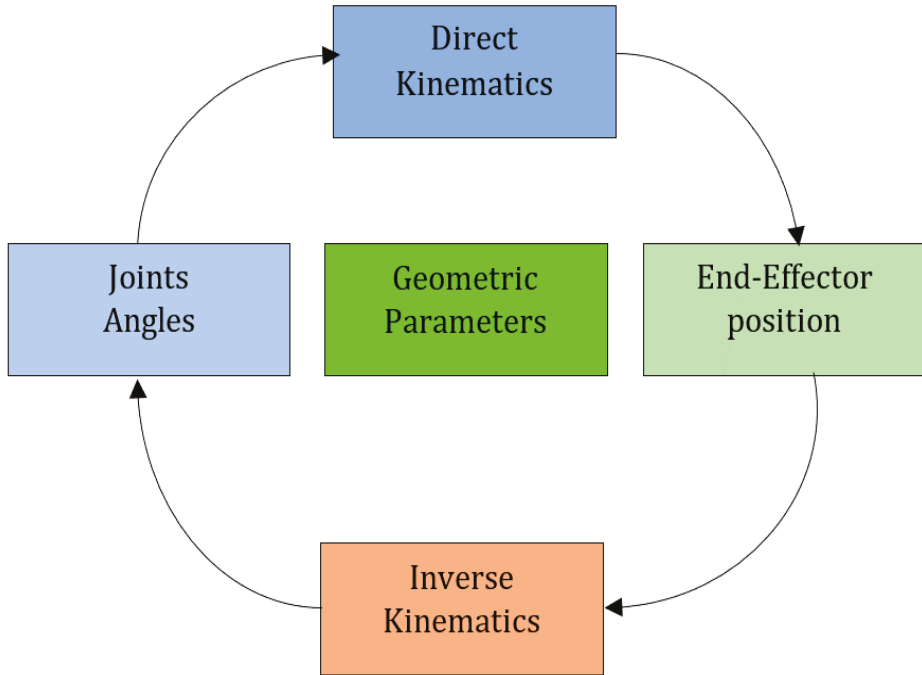 Direct
Kinematics
Joints
Angles
Geometric
Parameters
End-Effector
position
Inverse
Kinematics